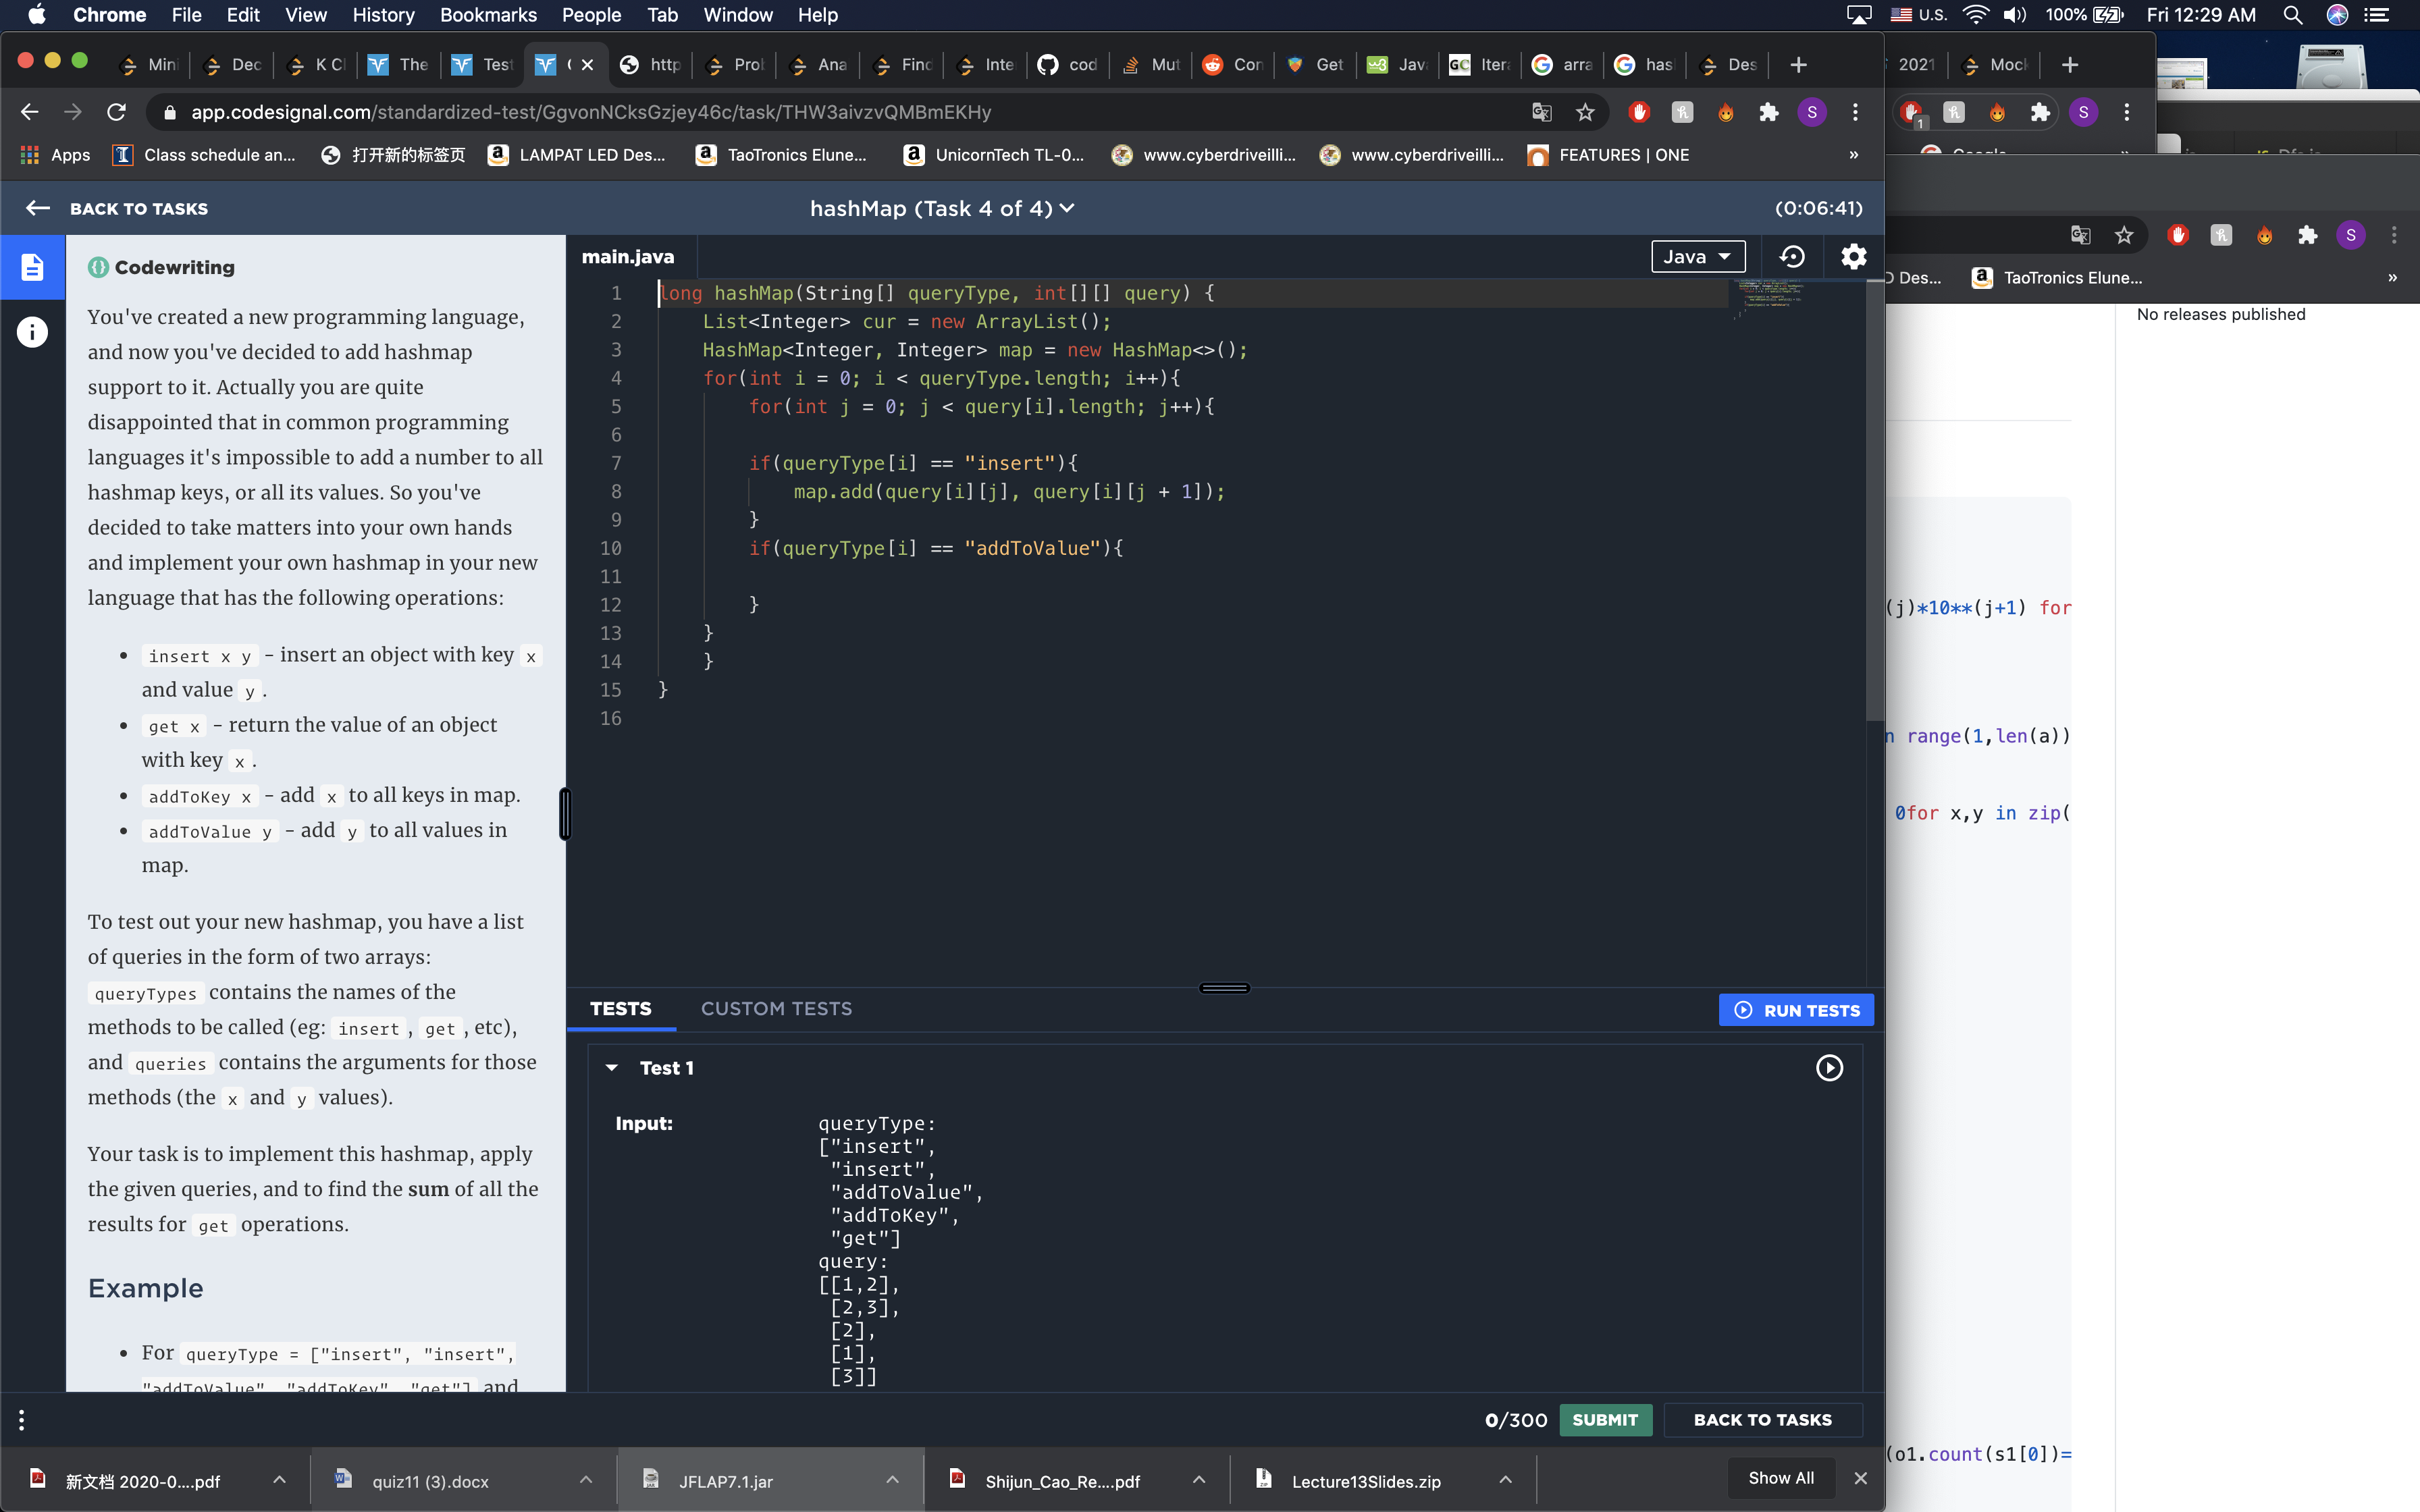 Chrome File Edit View History Bookmarks People Tab Window Help U.S. 100% Fri 12:29 AM
Mini Dec K Cl The Test ( http Prob Ana Find Inte cod Mut Con Get Java Itera arra hasl Des 2021 Mock
app.codesignal.com/standardized-test/GgvonNCksGzjey46c/task/THW3aivzvQMBmEKHy
Apps Class schedule an... 打开新的标签页 LAMPAT LED Des... TaoTronics Elune... UnicornTech TL-0... www.cyberdriveilli... www.cyberdriveilli... FEATURES | ONE »
BACK TO TASKS hashMap (Task 4 of 4) (0:06:41)
Codewriting
You've created a new programming language,
and now you've decided to add hashmap
support to it. Actually you are quite
disappointed that in common programming
languages it's impossible to add a number to all
hashmap keys, or all its values. So you've
decided to take matters into your own hands
and implement your own hashmap in your new
language that has the following operations:
• insert x y - insert an object with key x
and value y .
• get x - return the value of an object
with key x .
• addToKey x - add x to all keys in map.
• addToValue y - add y to all values in
map.
To test out your new hashmap, you have a list
of queries in the form of two arrays:
queryTypes contains the names of the
methods to be called (eg: insert , get , etc),
and queries contains the arguments for those
methods (the x and y values).
Your task is to implement this hashmap, apply
the given queries, and to find the sum of all the
results for get operations.
Example
• For queryType = ["insert", "insert",
"addToValue", "addToKey", "get"] and
main.java Java
1 long hashMap(String[] queryType, int[][] query) {
2 List<Integer> cur = new ArrayList();
3 HashMap<Integer, Integer> map = new HashMap<>();
4 for(int i = 0; i < queryType.length; i++){
5 for(int j = 0; j < query[i].length; j++){
6
7 if(queryType[i] == "insert"){
8 map.add(query[i][j], query[i][j + 1]);
9 }
10 if(queryType[i] == "addToValue"){
11
12 }
13 }
14 }
15 }
16
TESTS CUSTOM TESTS RUN TESTS
Test 1
Input: queryType:
["insert",
"insert",
"addToValue",
"addToKey",
"get"]
query:
[[1,2],
[2,3],
[2],
[1],
[3]]
0/300 SUBMIT BACK TO TASKS
新文档 2020-0....pdf quiz11 (3).docx JFLAP7.1.jar Shijun_Cao_Re....pdf Lecture13Slides.zip Show All
D Des... TaoTronics Elune... »
No releases published
(j)*10**(j+1) for
n range(1,len(a))
0for x,y in zip(
(o1.count(s1[0])=